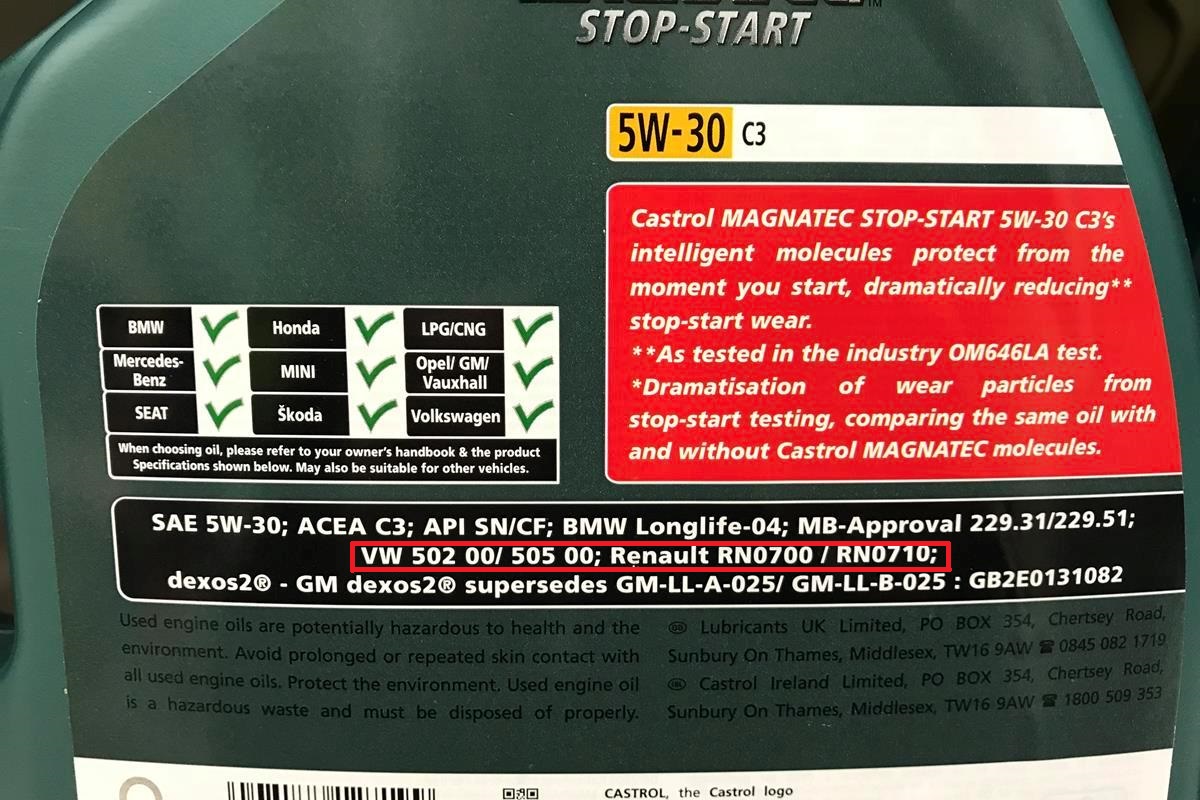 STOP-START
5W-30 C3
Castrol MAGNATEC STOP-START 5W-30 C3's
intelligent molecules protect from the
moment you start, dramatically reducing**
stop-start wear.
**As tested in the industry OM646LA test.
*Dramatisation of wear particles from
stop-start testing, comparing the same oil with
and without Castrol MAGNATEC molecules.
BMW Honda LPG/CNG
Mercedes-
Benz
MINI
Opel/ GM/
Vauxhall
SEAT Škoda Volkswagen
When choosing oil, please refer to your owner's handbook & the product
Specifications shown below. May also be suitable for other vehicles.
SAE 5W-30; ACEA C3; API SN/CF; BMW Longlife-04; MB-Approval 229.31/229.51;
VW 502 00/ 505 00; Renault RN0700 / RN0710;
dexos2® - GM dexos2® supersedes GM-LL-A-025/ GM-LL-B-025 : GB2E0131082
Used engine oils are potentially hazardous to health and the
environment. Avoid prolonged or repeated skin contact with
all used engine oils. Protect the environment. Used engine oil
is a hazardous waste and must be disposed of properly.
Lubricants UK Limited, PO BOX 354, Chertsey Road,
Sunbury On Thames, Middlesex, TW16 9AW ☎ 0845 082 1719
Castrol Ireland Limited, PO BOX 354, Chertsey Road,
Sunbury On Thames, Middlesex, TW16 9AW ☎ 1800 509 353
CASTROL, the Castrol logo